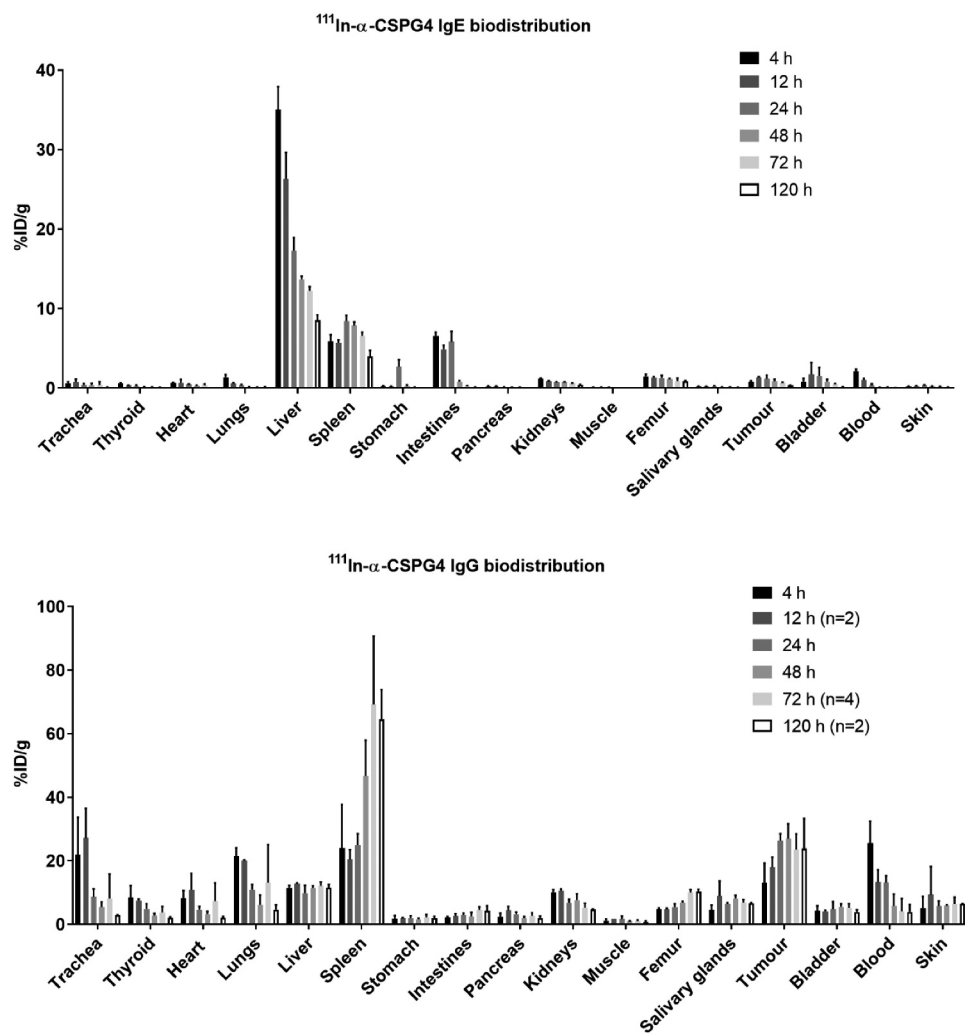 ¹¹¹In-α-CSPG4 IgE biodistribution
4 h
12 h
24 h
48 h
72 h
120 h
%ID/g
40
30
20
10
0
Trachea
Thyroid
Heart
Lungs
Liver
Spleen
Stomach
Intestines
Pancreas
Kidneys
Muscle
Femur
Salivary glands
Tumour
Bladder
Blood
Skin
¹¹¹In-α-CSPG4 IgG biodistribution
4 h
12 h (n=2)
24 h
48 h
72 h (n=4)
120 h (n=2)
%ID/g
100
80
60
40
20
0
Trachea
Thyroid
Heart
Lungs
Liver
Spleen
Stomach
Intestines
Pancreas
Kidneys
Muscle
Femur
Salivary glands
Tumour
Bladder
Blood
Skin